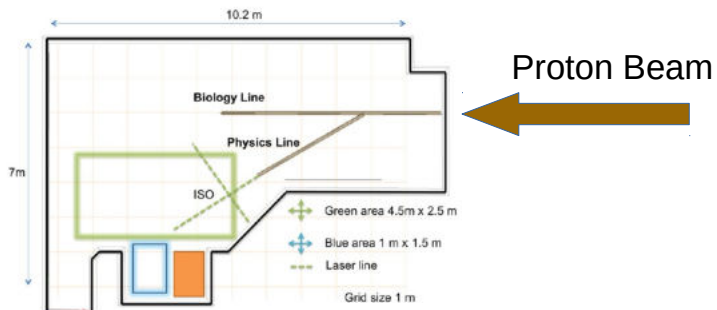 10.2 m
Proton Beam
Biology Line
Physics Line
7m
ISO
Green area 4.5m x 2.5 m
Blue area 1 m x 1.5 m
Laser line
Grid size 1 m